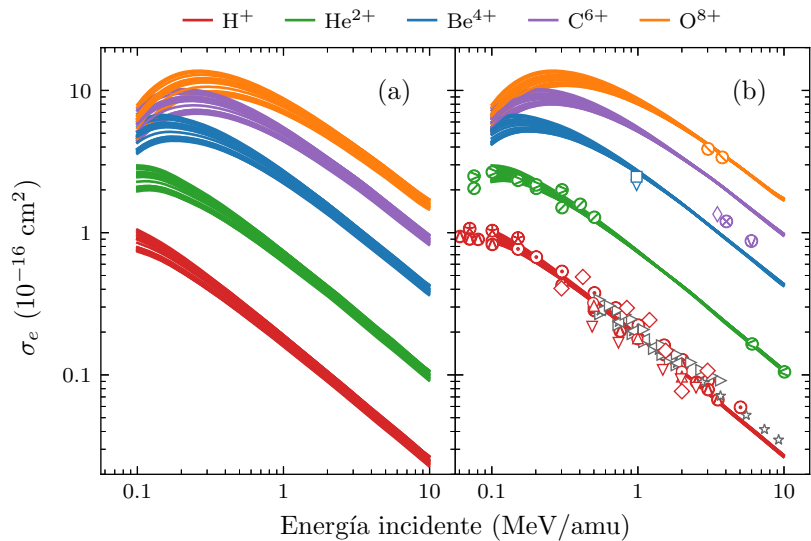 H⁺ He²⁺ Be⁴⁺ C⁶⁺ O⁸⁺
(a) (b)
10
1
0.1
σₑ (10⁻¹⁶ cm²)
0.1 1 10 0.1 1 10
Energía incidente (MeV/amu)